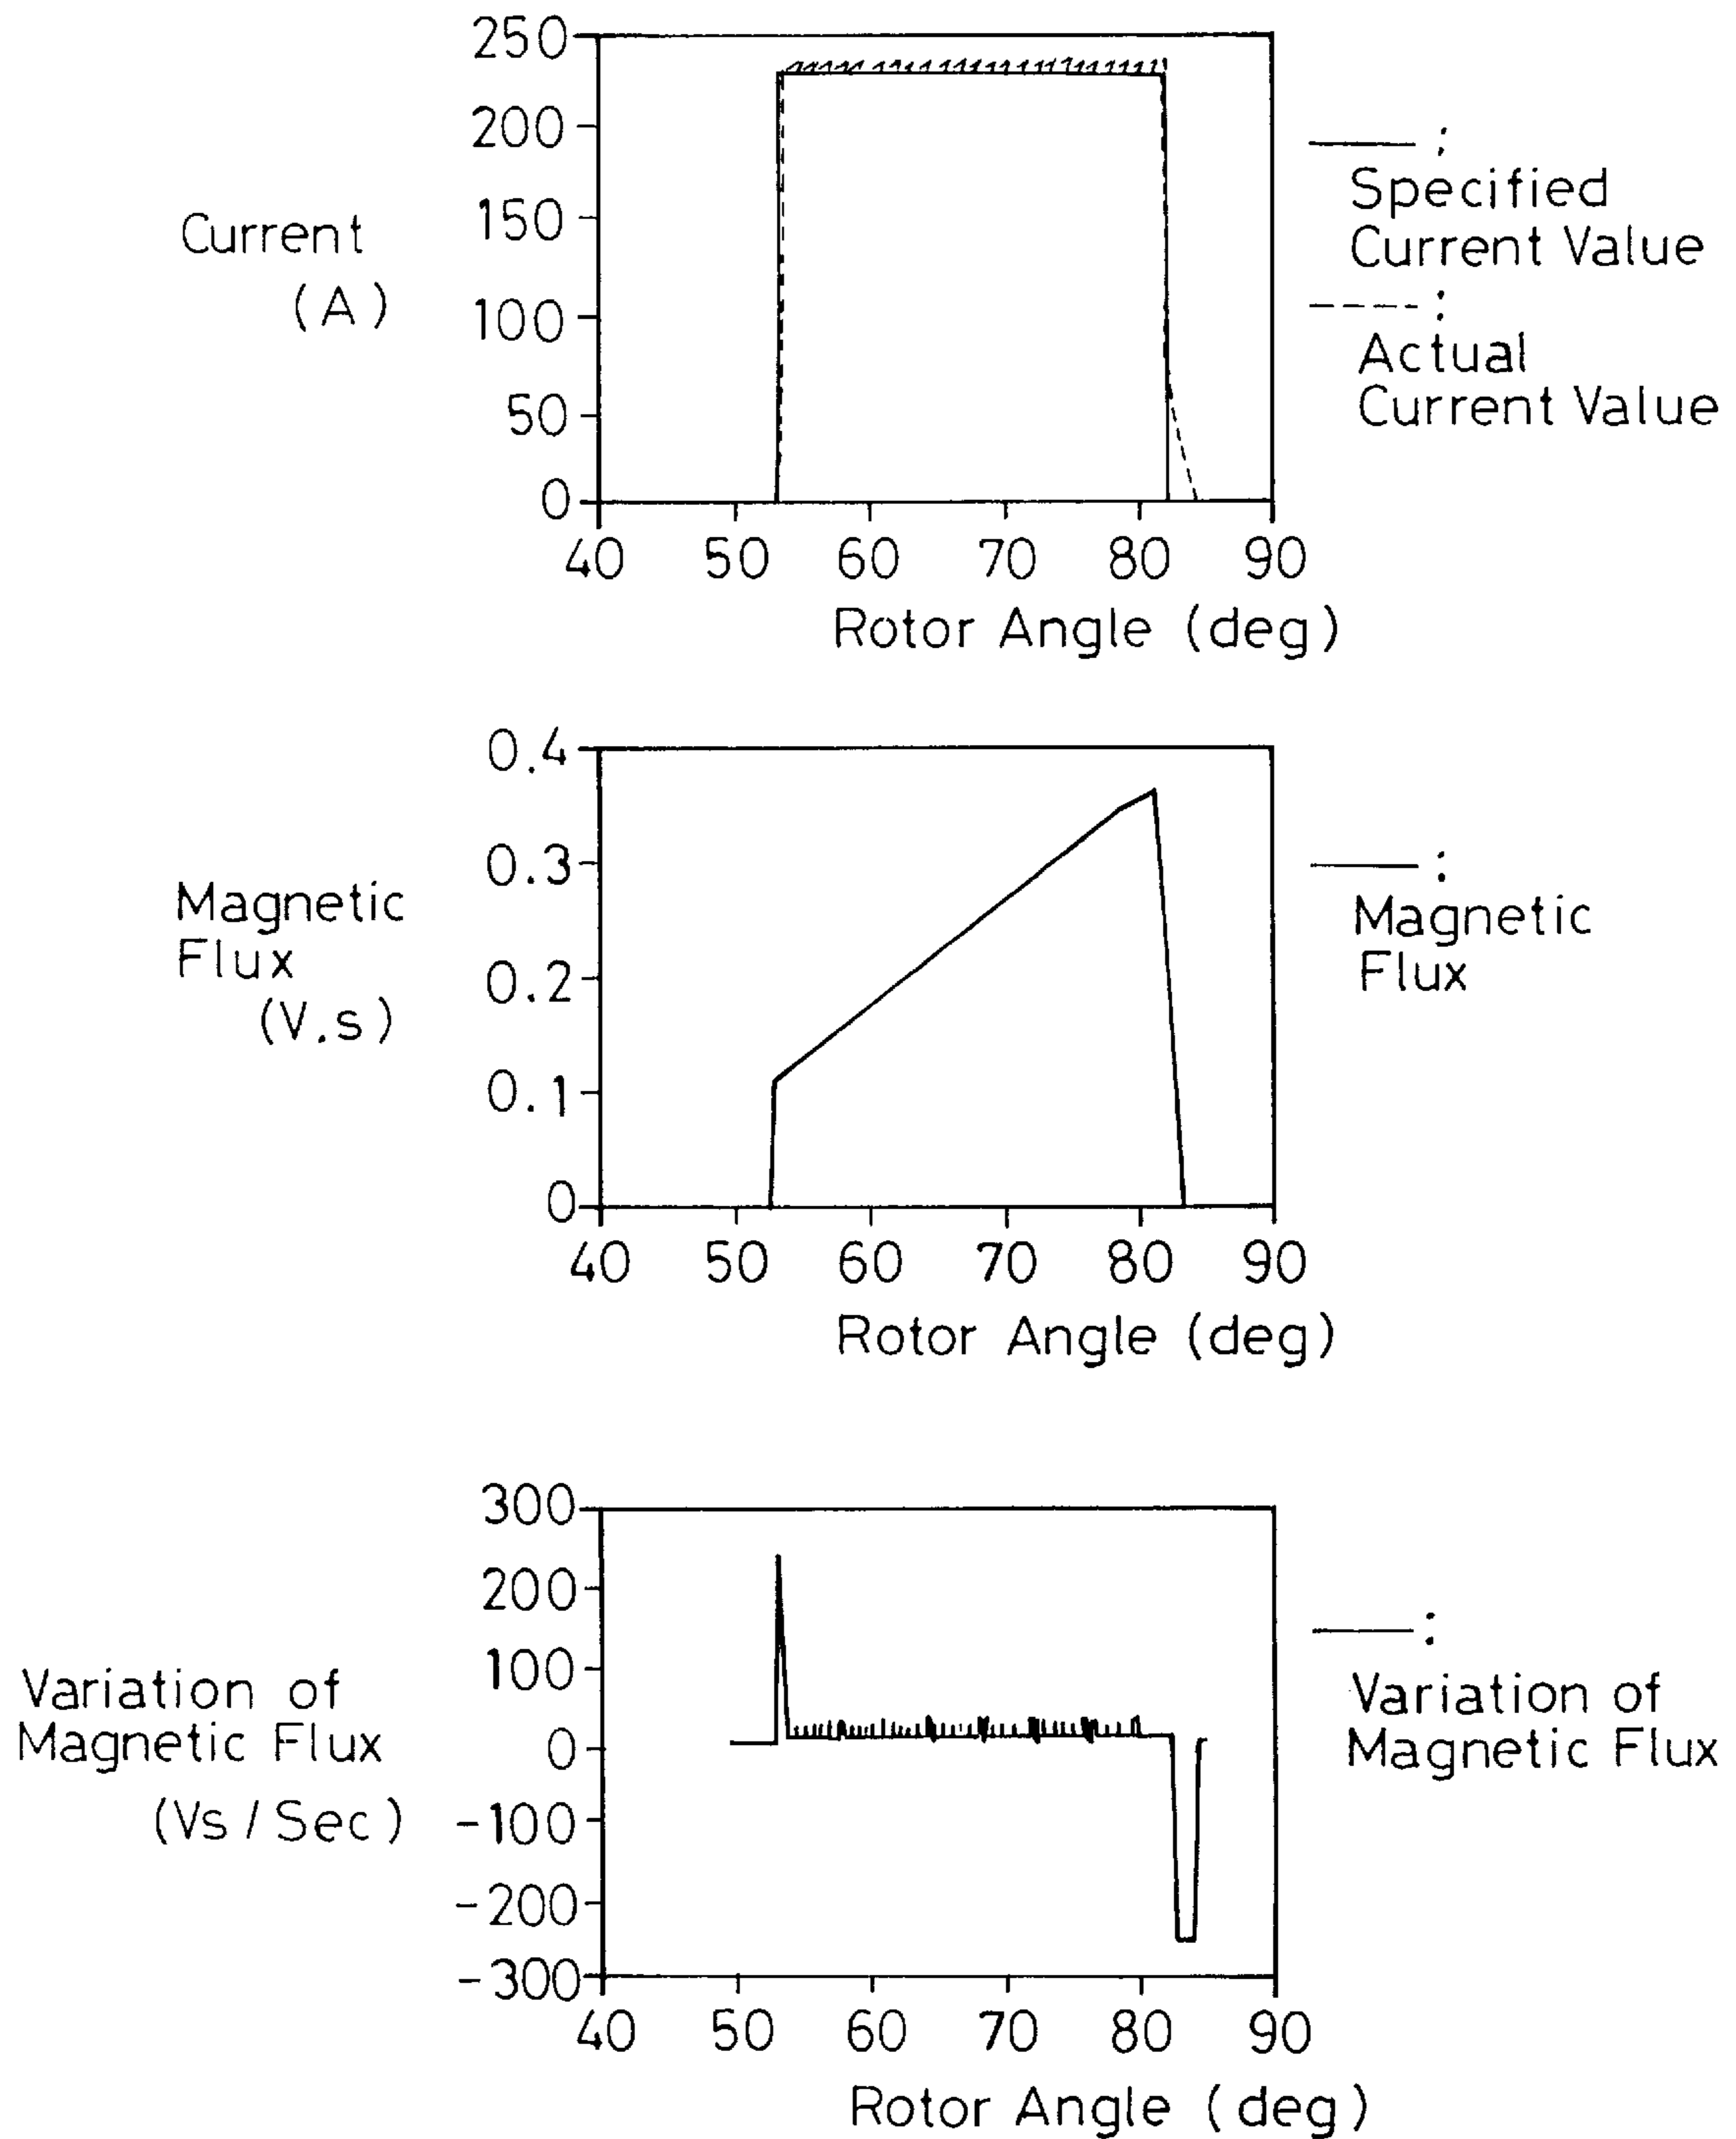 250
200
150
100
50
0
Current
(A)
40 50 60 70 80 90
Rotor Angle (deg)
:
Specified
Current Value
:
Actual
Current Value
0.4
0.3
0.2
0.1
0
Magnetic
Flux
(V.s)
40 50 60 70 80 90
Rotor Angle (deg)
:
Magnetic
Flux
300
200
100
0
-100
-200
-300
Variation of
Magnetic Flux
(Vs/Sec)
40 50 60 70 80 90
Rotor Angle (deg)
:
Variation of
Magnetic Flux